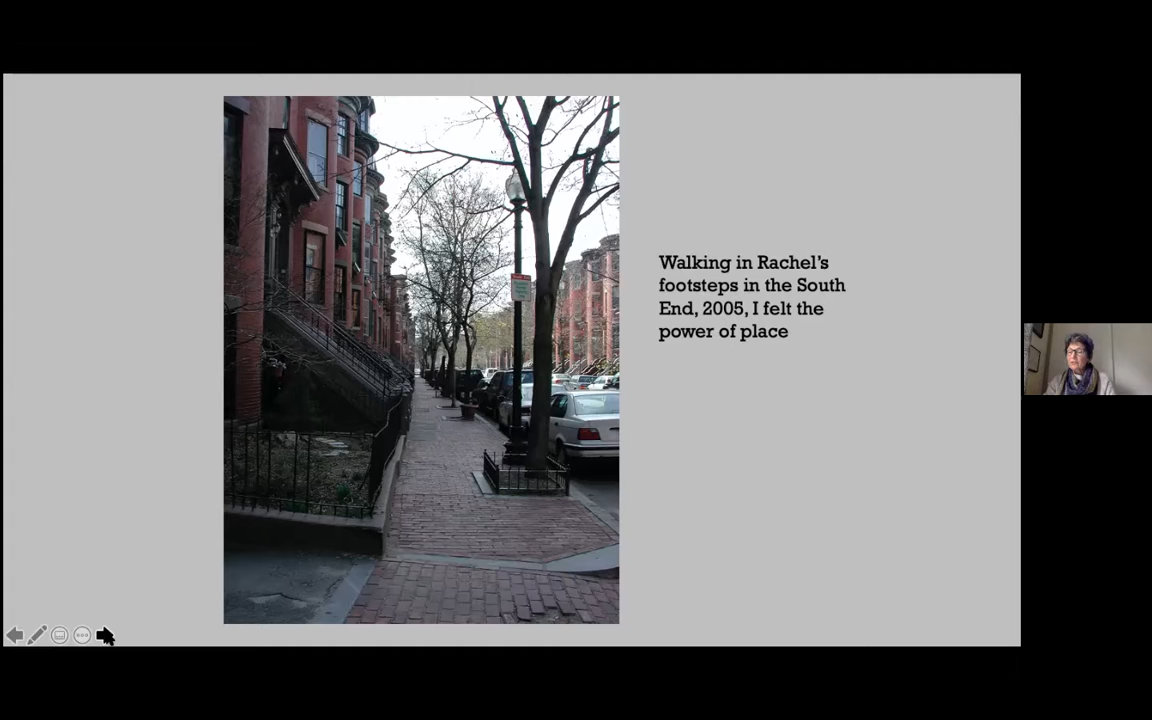 Walking in Rachel's
footsteps in the South
End, 2005, I felt the
power of place